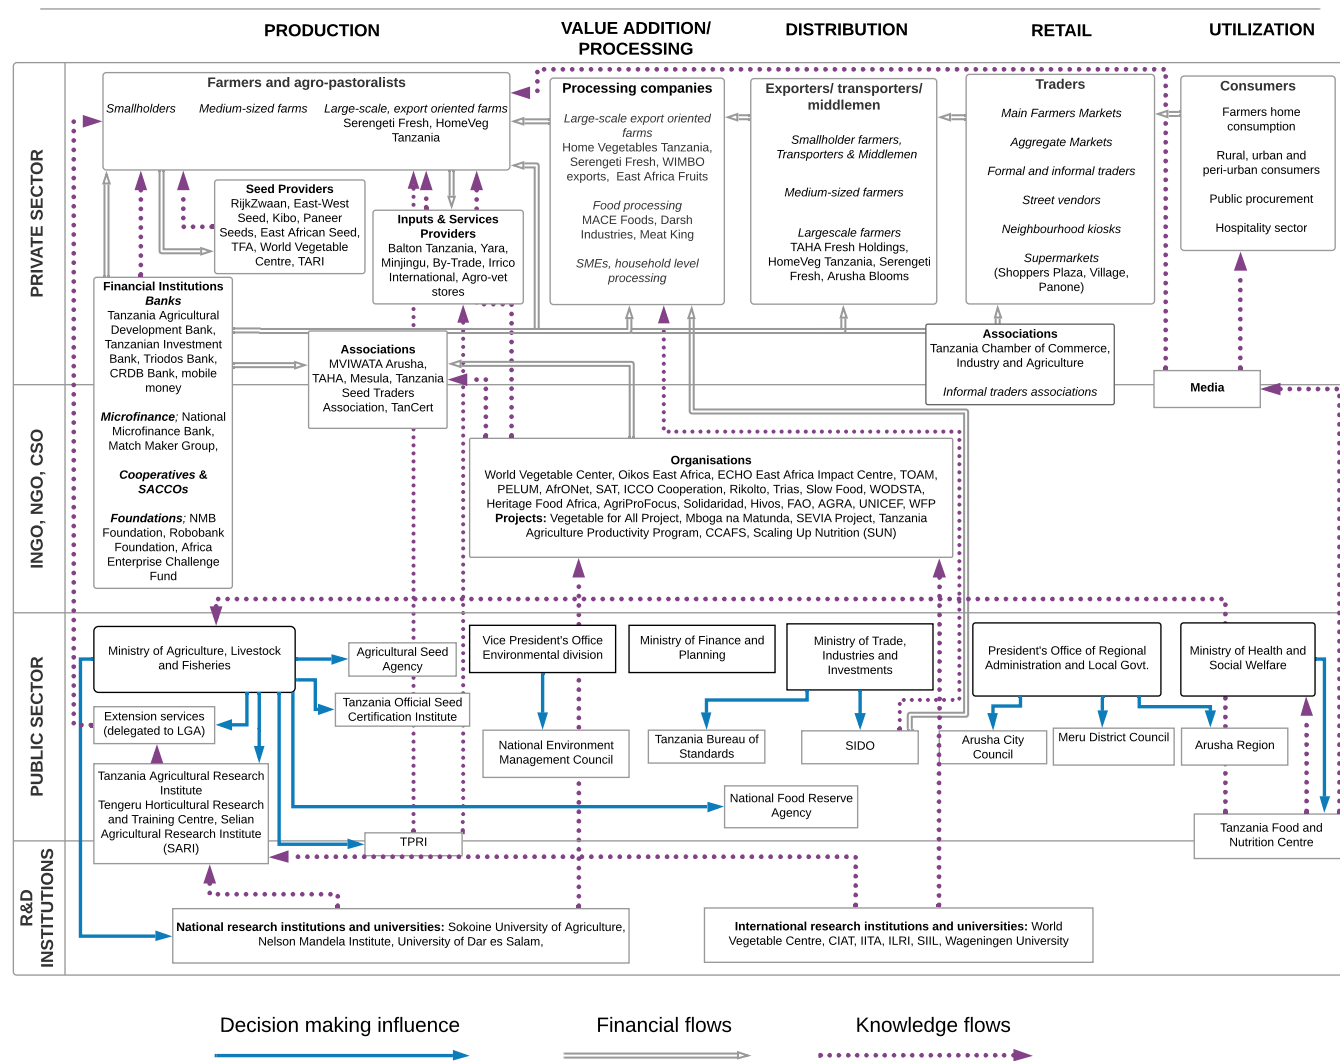 PRODUCTION
VALUE ADDITION/
PROCESSING
DISTRIBUTION
RETAIL
UTILIZATION
PRIVATE SECTOR
Farmers and agro-pastoralists
Smallholders
Medium-sized farms
Large-scale, export oriented farms
Serengeti Fresh, HomeVeg
Tanzania
Seed Providers
RijkZwaan, East-West
Seed, Kibo, Paneer
Seeds, East African Seed,
TFA, World Vegetable
Centre, TARI
Inputs & Services
Providers
Balton Tanzania, Yara,
Minjingu, By-Trade, Irrico
International, Agro-vet
stores
Financial Institutions
Banks
Tanzania Agricultural
Development Bank,
Tanzanian Investment
Bank, Triodos Bank,
CRDB Bank, mobile
money
Microfinance; National
Microfinance Bank,
Match Maker Group,
Cooperatives &
SACCOs
Foundations; NMB
Foundation, Robobank
Foundation, Africa
Enterprise Challenge
Fund
Associations
MVIWATA Arusha,
TAHA, Mesula, Tanzania
Seed Traders
Association, TanCert
Processing companies
Large-scale export oriented
farms
Home Vegetables Tanzania,
Serengeti Fresh, WIMBO
exports, East Africa Fruits
Food processing
MACE Foods, Darsh
Industries, Meat King
SMEs, household level
processing
Exporters/ transporters/
middlemen
Smallholder farmers,
Transporters & Middlemen
Medium-sized farmers
Largescale farmers
TAHA Fresh Holdings,
HomeVeg Tanzania, Serengeti
Fresh, Arusha Blooms
Traders
Main Farmers Markets
Aggregate Markets
Formal and informal traders
Street vendors
Neighbourhood kiosks
Supermarkets
(Shoppers Plaza, Village,
Panone)
Associations
Tanzania Chamber of Commerce,
Industry and Agriculture
Informal traders associations
Consumers
Farmers home
consumption
Rural, urban and
peri-urban consumers
Public procurement
Hospitality sector
Media
INGO, NGO, CSO
Organisations
World Vegetable Center, Oikos East Africa, ECHO East Africa Impact Centre, TOAM,
PELUM, AfrONet, SAT, ICCO Cooperation, Rikolto, Trias, Slow Food, WODSTA,
Heritage Food Africa, AgriProFocus, Solidaridad, Hivos, FAO, AGRA, UNICEF, WFP
Projects: Vegetable for All Project, Mboga na Matunda, SEVIA Project, Tanzania
Agriculture Productivity Program, CCAFS, Scaling Up Nutrition (SUN)
PUBLIC SECTOR
Ministry of Agriculture, Livestock
and Fisheries
Agricultural Seed
Agency
Tanzania Official Seed
Certification Institute
Extension services
(delegated to LGA)
Tanzania Agricultural Research
Institute
Tengeru Horticultural Research
and Training Centre, Selian
Agricultural Research Institute
(SARI)
TPRI
Vice President's Office
Environmental division
National Environment
Management Council
Ministry of Finance and
Planning
Ministry of Trade,
Industries and
Investments
Tanzania Bureau of
Standards
SIDO
National Food Reserve
Agency
President's Office of Regional
Administration and Local Govt.
Arusha City
Council
Meru District Council
Arusha Region
Ministry of Health and
Social Welfare
Tanzania Food and
Nutrition Centre
R&D
INSTITUTIONS
National research institutions and universities: Sokoine University of Agriculture,
Nelson Mandela Institute, University of Dar es Salam,
International research institutions and universities: World
Vegetable Centre, CIAT, IITA, ILRI, SIIL, Wageningen University
Decision making influence
Financial flows
Knowledge flows